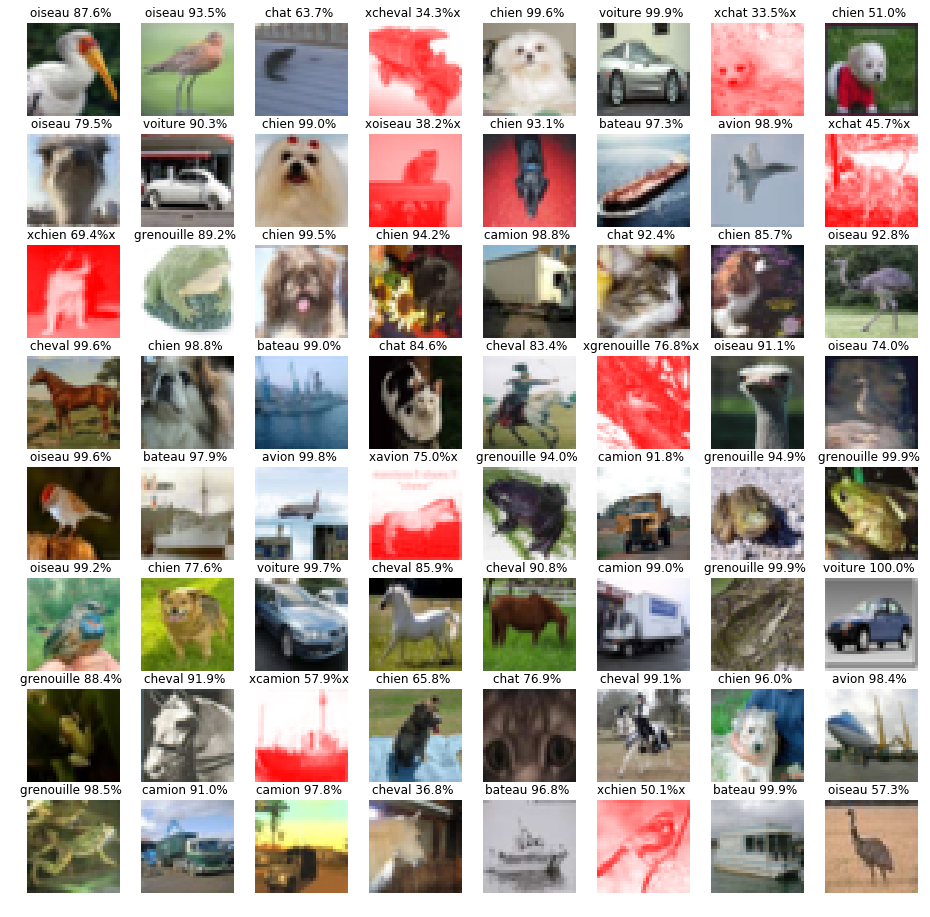 oiseau 87.6% oiseau 93.5% chat 63.7% xcheval 34.3%x chien 99.6% voiture 99.9% xchat 33.5%x chien 51.0%
oiseau 79.5% voiture 90.3% chien 99.0% xoiseau 38.2%x chien 93.1% bateau 97.3% avion 98.9% xchat 45.7%x
xchien 69.4%x grenouille 89.2% chien 99.5% chien 94.2% camion 98.8% chat 92.4% chien 85.7% oiseau 92.8%
cheval 99.6% chien 98.8% bateau 99.0% chat 84.6% cheval 83.4% xgrenouille 76.8%x oiseau 91.1% oiseau 74.0%
oiseau 99.6% bateau 97.9% avion 99.8% xavion 75.0%x grenouille 94.0% camion 91.8% grenouille 94.9% grenouille 99.9%
oiseau 99.2% chien 77.6% voiture 99.7% cheval 85.9% cheval 90.8% camion 99.0% grenouille 99.9% voiture 100.0%
grenouille 88.4% cheval 91.9% xcamion 57.9%x chien 65.8% chat 76.9% cheval 99.1% chien 96.0% avion 98.4%
grenouille 98.5% camion 91.0% camion 97.8% cheval 36.8% bateau 96.8% xchien 50.1%x bateau 99.9% oiseau 57.3%